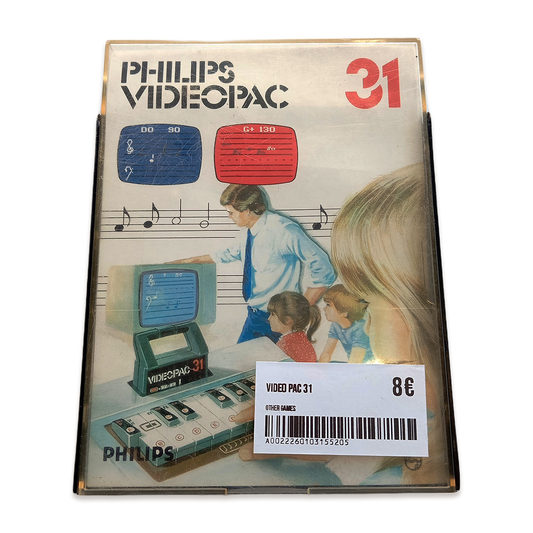 PHILIPS
VIDEOPAC
31
DO 90
G+ 130
VIDEOPAC 31
VIDEO PAC 31
8€
OTHER GAMES
A0022260103155205
PHILIPS